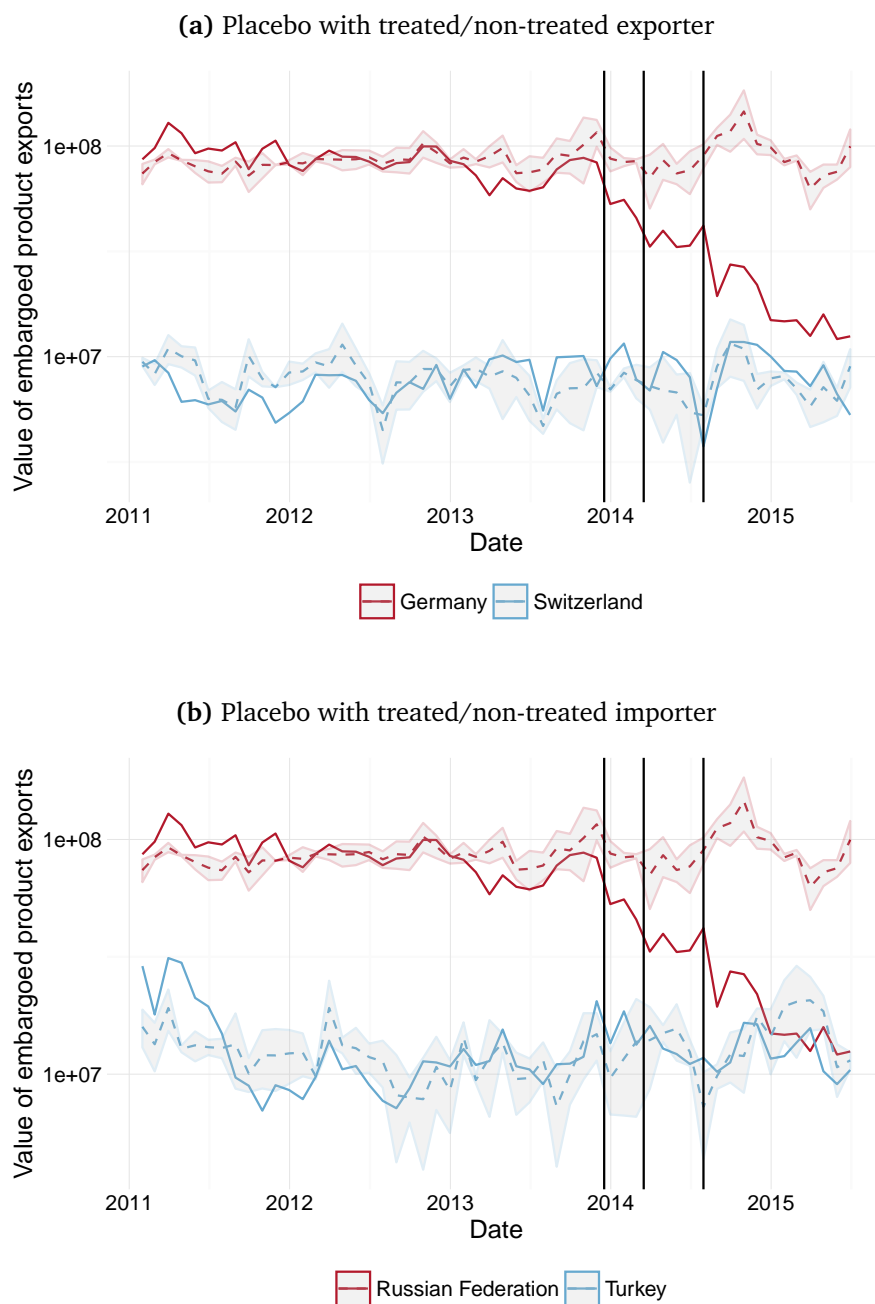 (a) Placebo with treated/non-treated exporter
Value of embargoed product exports
1e+08
1e+07
2011 2012 2013 2014 2015
Date
Germany Switzerland
(b) Placebo with treated/non-treated importer
Value of embargoed product exports
1e+08
1e+07
2011 2012 2013 2014 2015
Date
Russian Federation Turkey